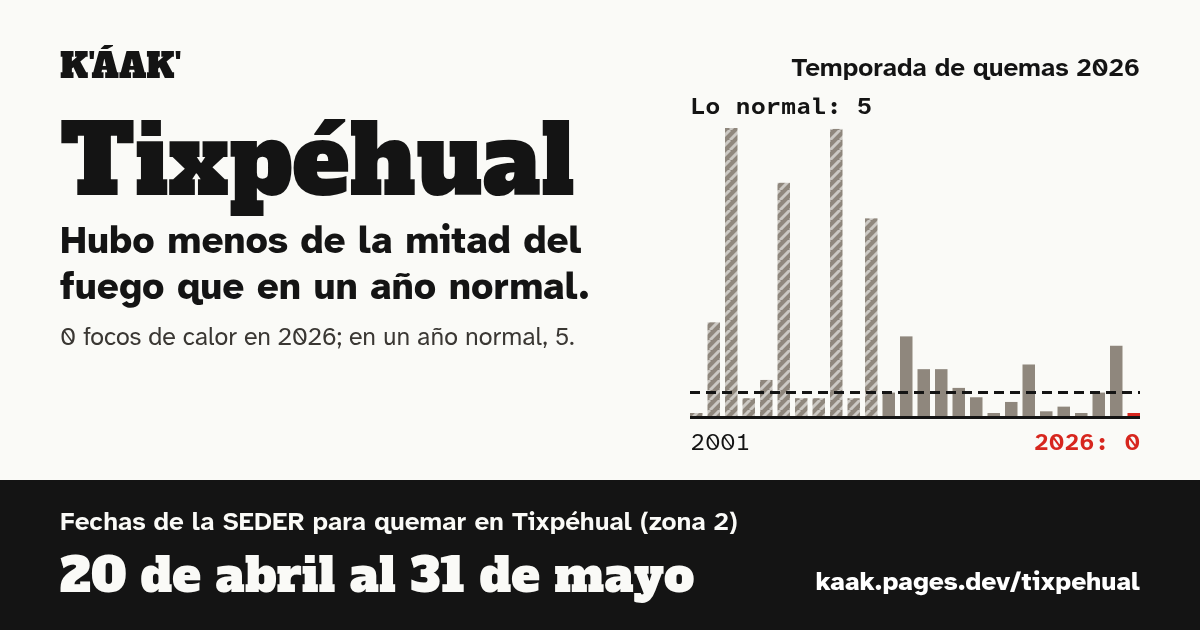 K'ÁAK'
Tixpéhual
Hubo menos de la mitad del
fuego que en un año normal.
0 focos de calor en 2026; en un año normal, 5.
Temporada de quemas 2026
Lo normal: 5
2001
2026: 0
Fechas de la SEDER para quemar en Tixpéhual (zona 2)
20 de abril al 31 de mayo
kaak.pages.dev/tixpehual